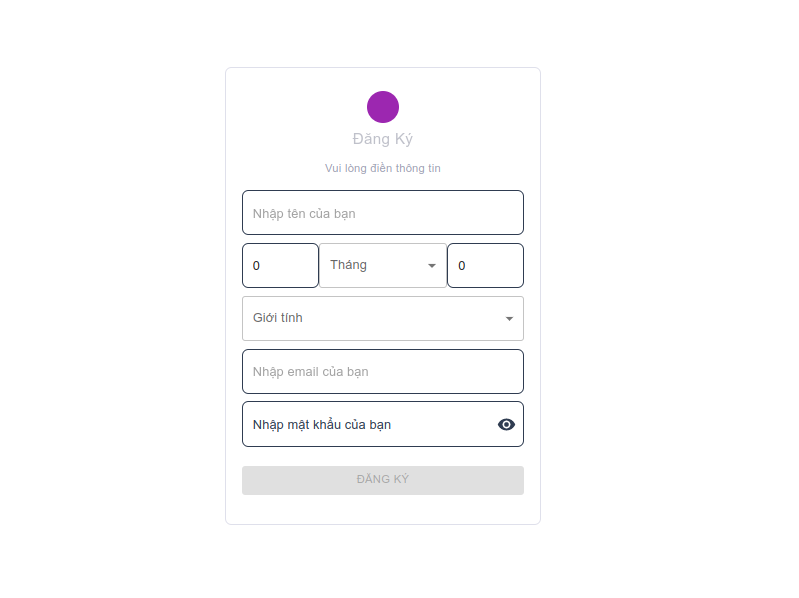 Đăng Ký
Vui lòng điền thông tin
Nhập tên của bạn
0 Tháng 0
Giới tính
Nhập email của bạn
Nhập mật khẩu của bạn
ĐĂNG KÝ